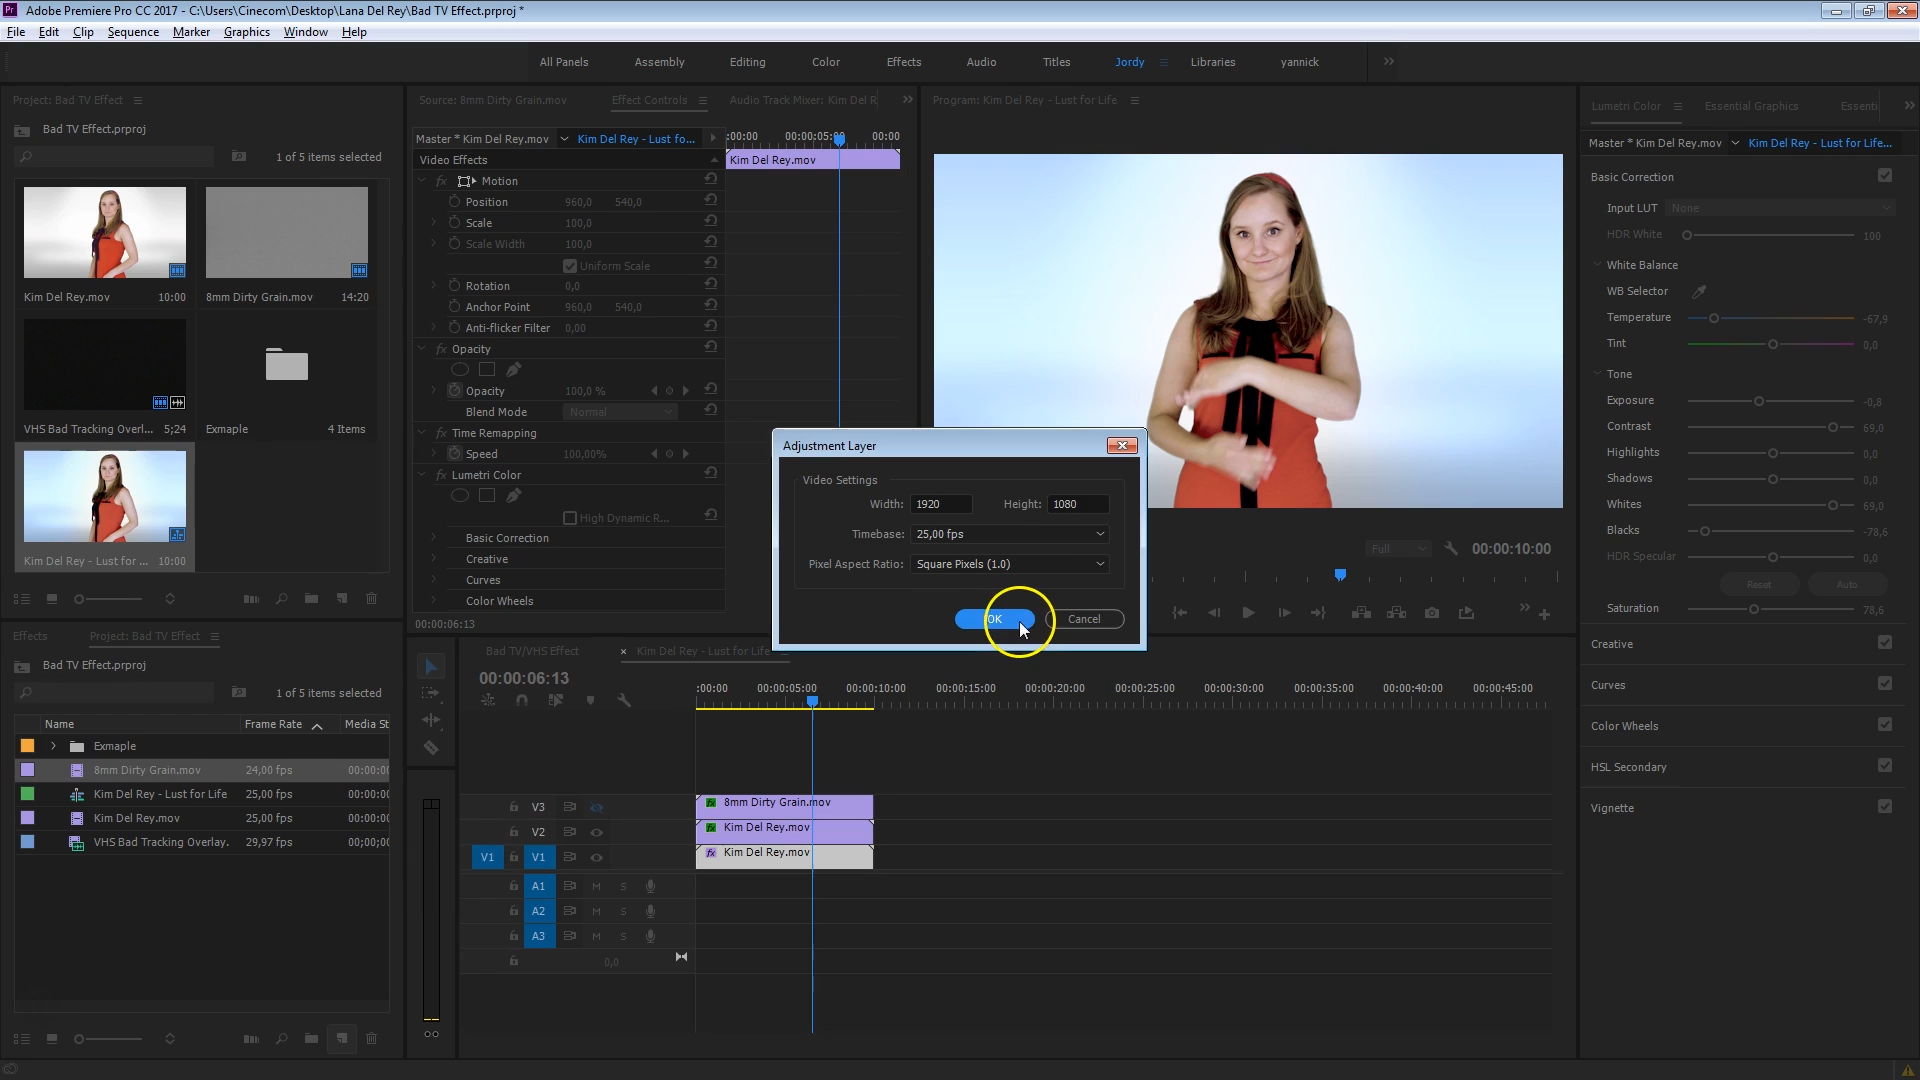 Adobe Premiere Pro CC 2017 - C:\Users\Cinecom\Desktop\Lana Del Rey\Bad TV Effect.prproj *
File Edit Clip Sequence Marker Graphics Window Help
All Panels Assembly Editing Color Effects Audio Titles Jordy Libraries yannick
Project: Bad TV Effect
Bad TV Effect.prproj
1 of 5 items selected
Kim Del Rey.mov 10:00
8mm Dirty Grain.mov 14:20
VHS Bad Tracking Overl... 5;24
Exmaple 4 Items
Kim Del Rey - Lust for ... 10:00
Source: 8mm Dirty Grain.mov Effect Controls Audio Track Mixer: Kim Del R
Master * Kim Del Rey.mov Kim Del Rey - Lust fo...
:00:00 00:00:05:00 00:00
Video Effects
Kim Del Rey.mov
fx Motion
Position 960,0 540,0
Scale 100,0
Scale Width 100,0
Uniform Scale
Rotation 0,0
Anchor Point 960,0 540,0
Anti-flicker Filter 0,00
fx Opacity
Opacity 100,0 %
Blend Mode Normal
fx Time Remapping
Speed 100,00%
fx Lumetri Color
High Dynamic R...
Basic Correction
Creative
Curves
Color Wheels
00:00:06:13
Program: Kim Del Rey - Lust for Life
Full 00:00:10:00
Adjustment Layer
Video Settings
Width: 1920 Height: 1080
Timebase: 25,00 fps
Pixel Aspect Ratio: Square Pixels (1.0)
OK Cancel
Lumetri Color Essential Graphics Essenti
Master * Kim Del Rey.mov Kim Del Rey - Lust for Life...
Basic Correction
Input LUT None
HDR White 100
White Balance
WB Selector
Temperature -67,9
Tint 0,0
Tone
Exposure -0,8
Contrast 69,0
Highlights 0,0
Shadows 0,0
Whites 69,0
Blacks -78,6
HDR Specular 0,0
Reset Auto
Saturation 78,6
Creative
Curves
Color Wheels
HSL Secondary
Vignette
Effects Project: Bad TV Effect
Bad TV Effect.prproj
1 of 5 items selected
Name Frame Rate Media St
Exmaple
8mm Dirty Grain.mov 24,00 fps 00:00:00
Kim Del Rey - Lust for Life 25,00 fps 00:00:00
Kim Del Rey.mov 25,00 fps 00:00:00
VHS Bad Tracking Overlay. 29,97 fps 00;00;00
Bad TV/VHS Effect × Kim Del Rey - Lust for Life
00:00:06:13
:00:00 00:00:05:00 00:00:10:00 00:00:15:00 00:00:20:00 00:00:25:00 00:00:30:00 00:00:35:00 00:00:40:00 00:00:45:00
V3 fx 8mm Dirty Grain.mov
V2 fx Kim Del Rey.mov
V1 V1 fx Kim Del Rey.mov
A1 M S
A2 M S
A3 M S
0,0